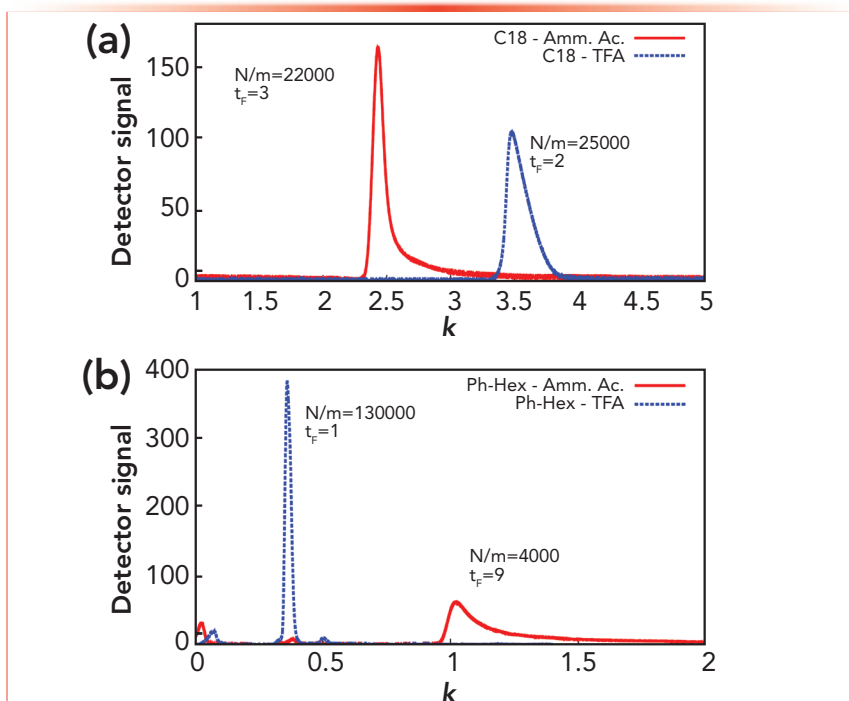 (a)
C18 - Amm. Ac.
C18 - TFA
N/m=22000
t_F=3
N/m=25000
t_F=2
Detector signal
150
100
50
0
1 1.5 2 2.5 3 3.5 4 4.5 5
k
(b)
Ph-Hex - Amm. Ac.
Ph-Hex - TFA
N/m=130000
t_F=1
N/m=4000
t_F=9
Detector signal
400
300
200
100
0
0 0.5 1 1.5 2
k